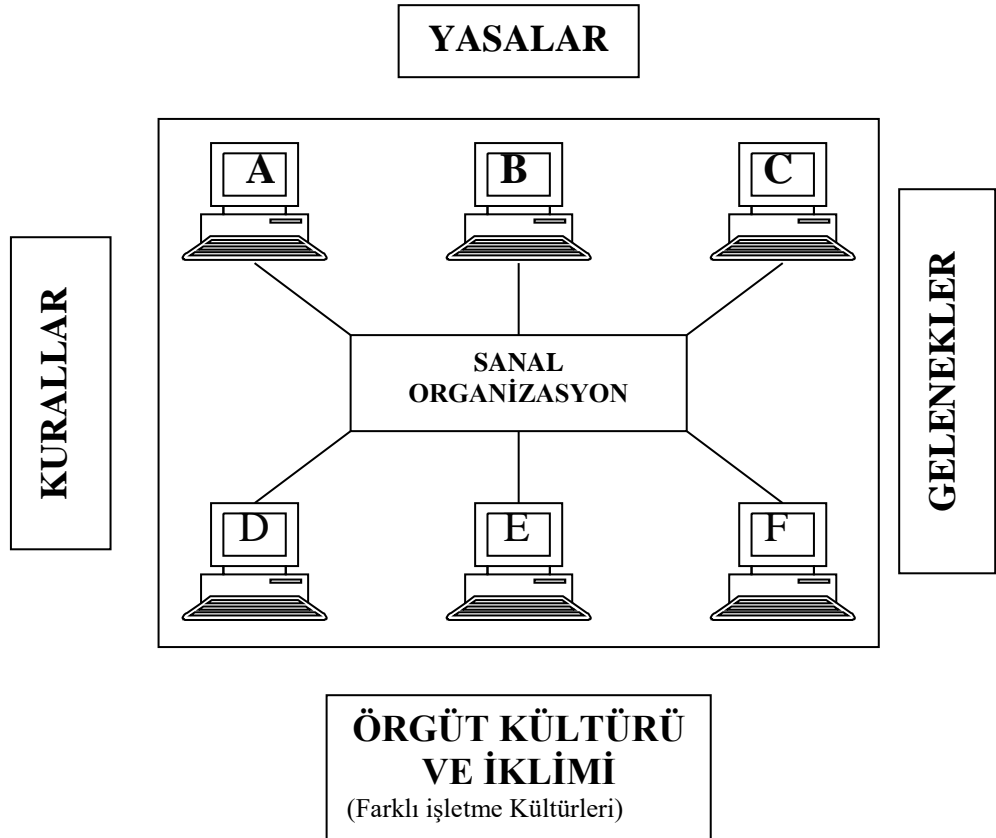 YASALAR
A
B
C
KURALLAR
SANAL
ORGANİZASYON
GELENEKLER
D
E
F
ÖRGÜT KÜLTÜRÜ
VE İKLİMİ
(Farklı işletme Kültürleri)